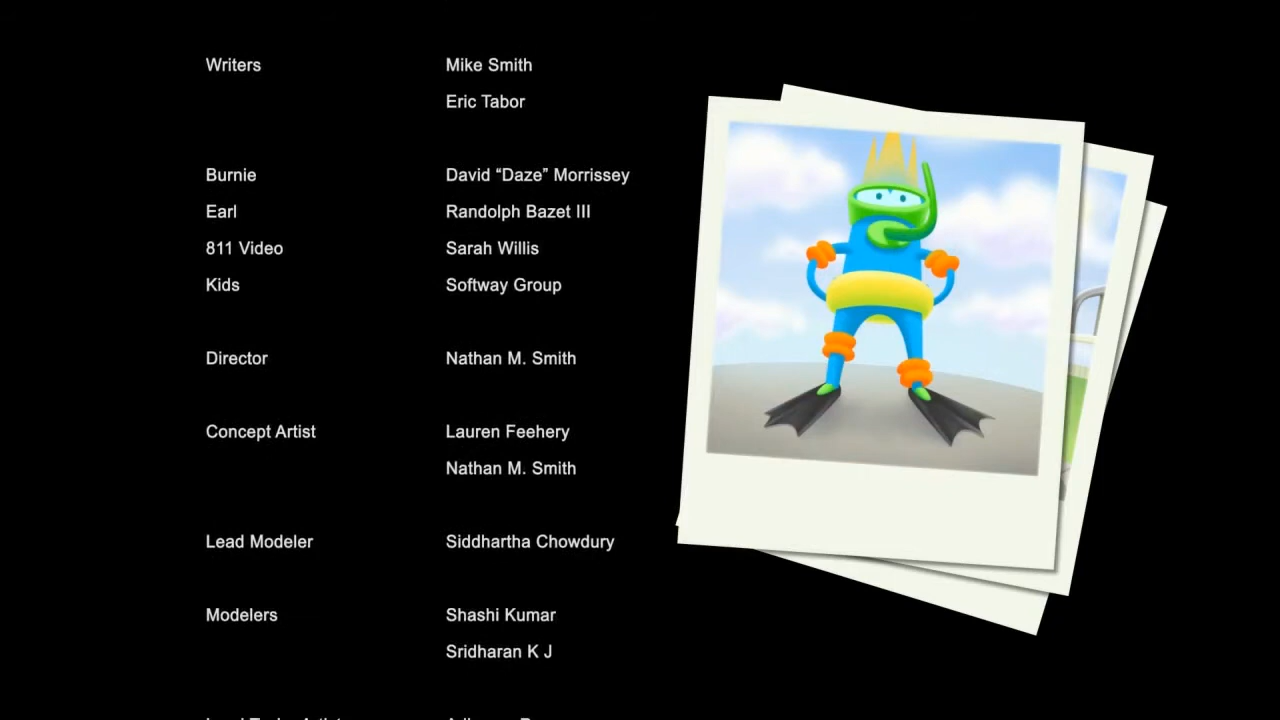 Writers Mike Smith
Eric Tabor
Burnie David “Daze” Morrissey
Earl Randolph Bazet III
811 Video Sarah Willis
Kids Softway Group
Director Nathan M. Smith
Concept Artist Lauren Feehery
Nathan M. Smith
Lead Modeler Siddhartha Chowdury
Modelers Shashi Kumar
Sridharan K J